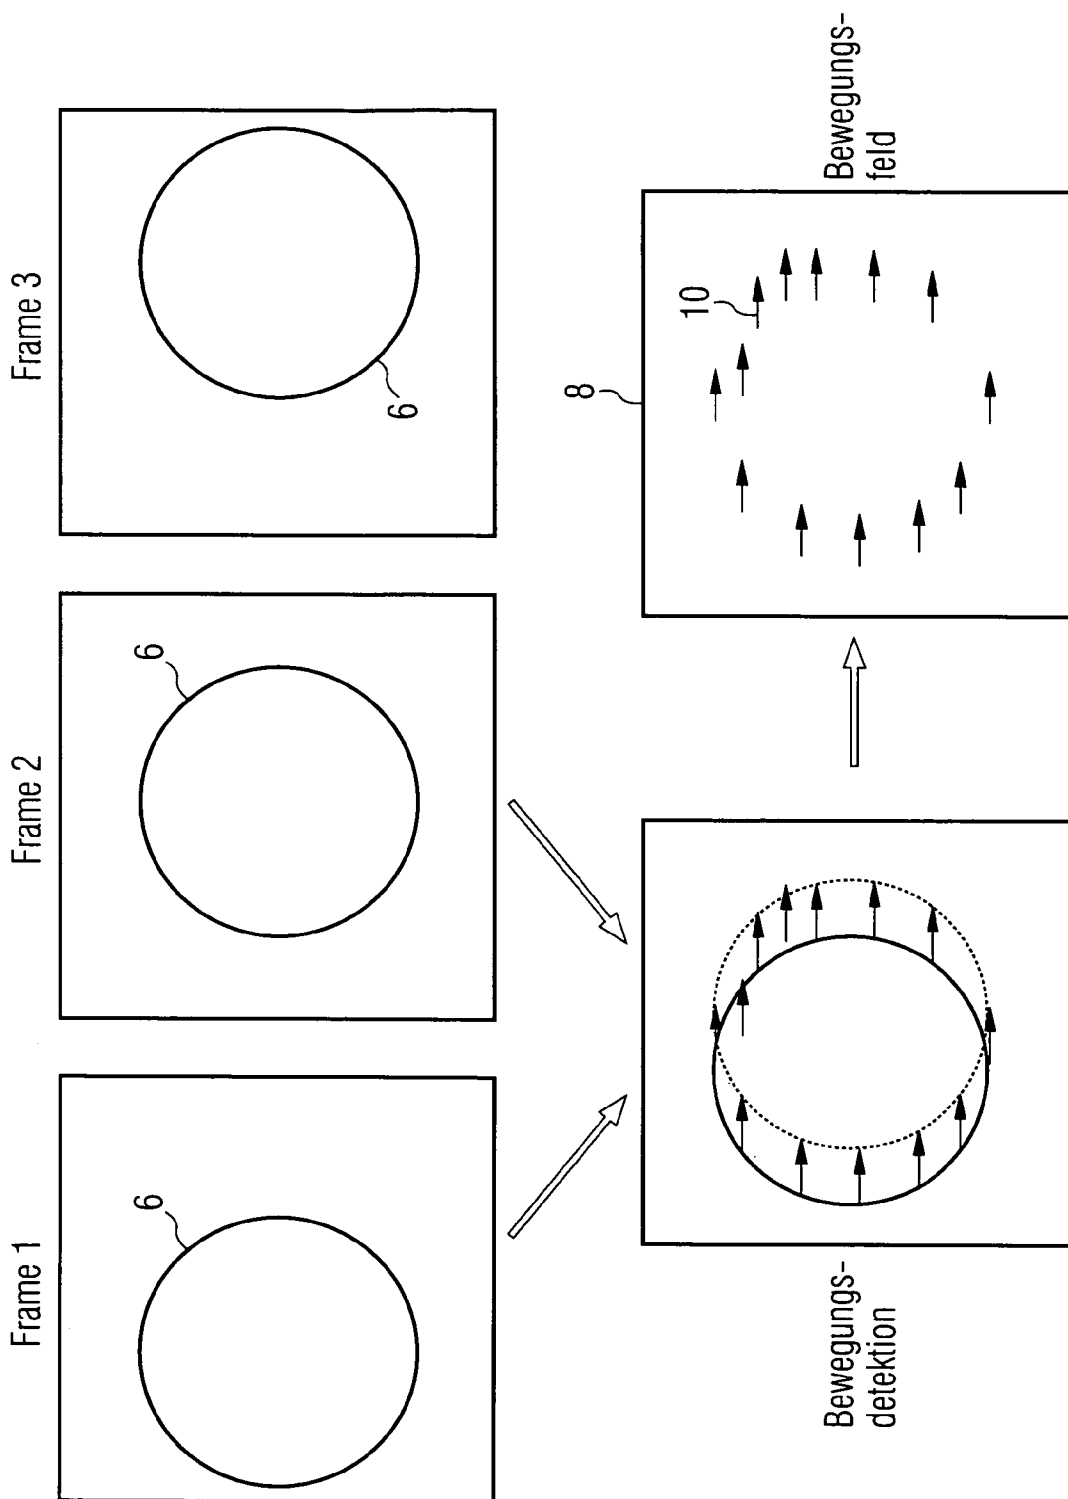 Frame 1
Frame 2
Frame 3
6
6
6
Bewegungs-
detektion
8
10
Bewegungs-
feld